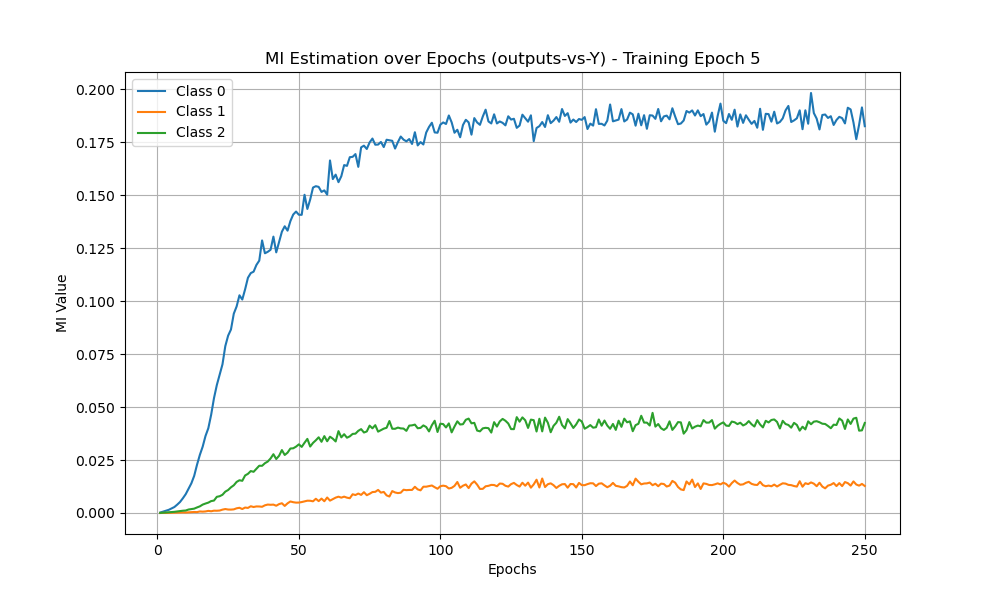 MI Estimation over Epochs (outputs-vs-Y) - Training Epoch 5
Class 0
Class 1
Class 2
0.200
0.175
0.150
0.125
0.100
0.075
0.050
0.025
0.000
MI Value
0 50 100 150 200 250
Epochs